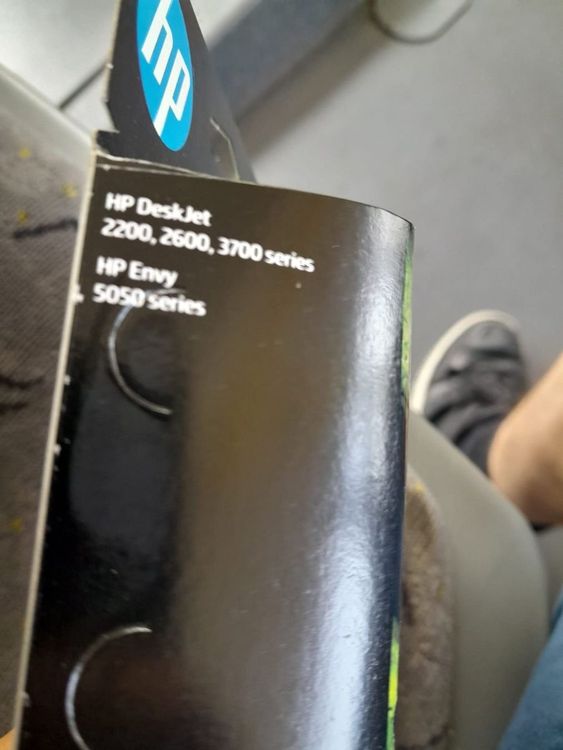 hp
HP DeskJet
2200, 2600, 3700 series
HP Envy
5050 series